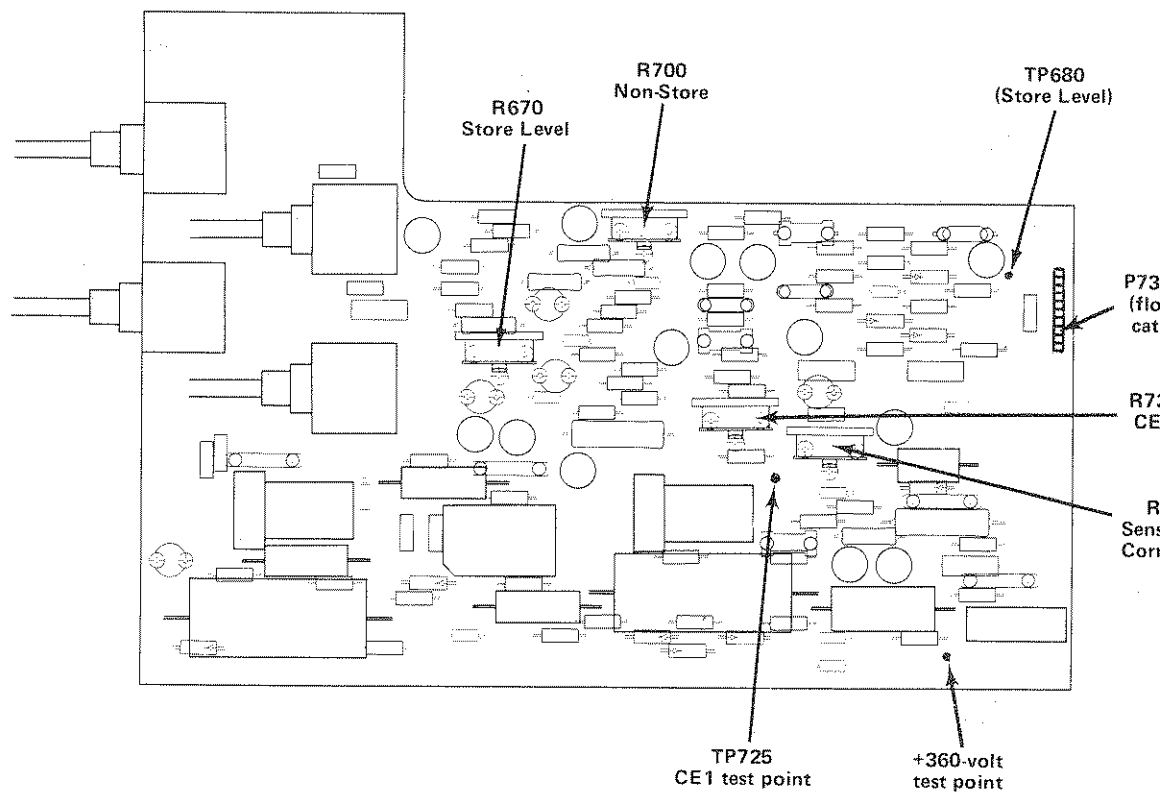 R700
Non-Store
TP680
(Store Level)
R670
Store Level
P73
(flo
cat
R73
CE
R
Sens
Corr
TP725
CE1 test point
+360-volt
test point